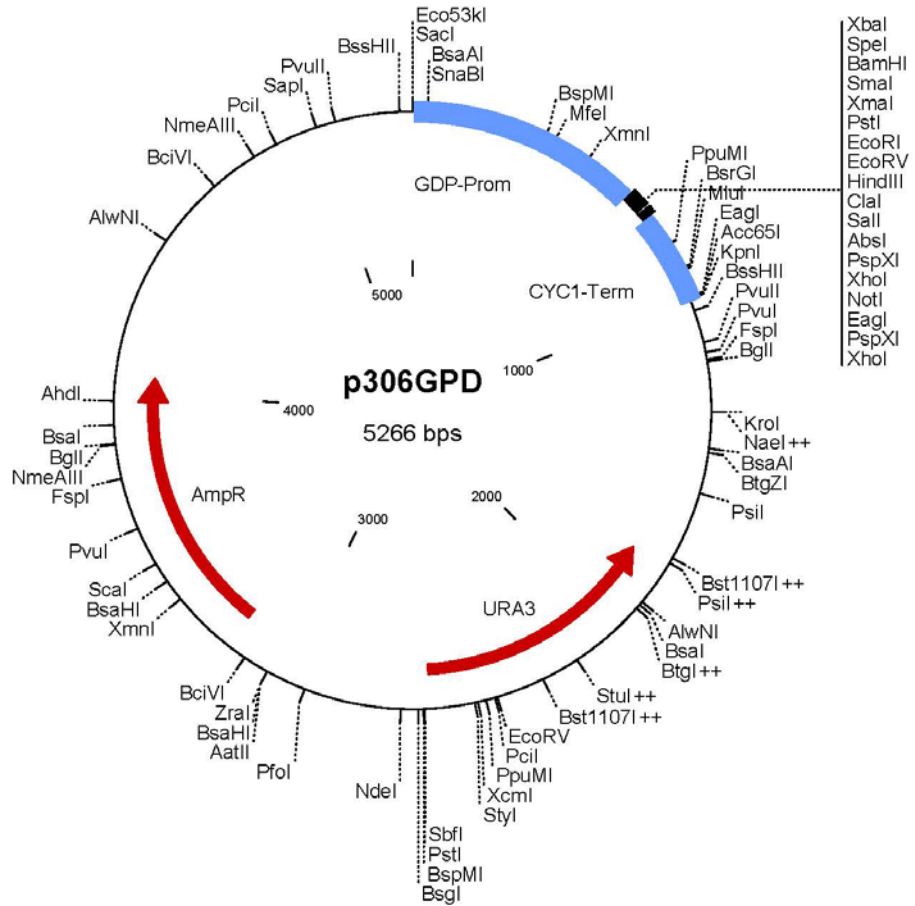 Eco53kI
SacI
BsaAI
SnaBI
BspMI
MfeI
XmnI
PpuMI
BsrGI
MluI
EagI
Acc65I
KpnI
BssHII
PvuII
PvuI
FspI
BglI
XbaI
SpeI
BamHI
SmaI
XmaI
PstI
EcoRI
EcoRV
HindIII
ClaI
SalI
AbsI
PspXI
XhoI
NotI
EagI
PspXI
XhoI
KroI
NaeI++
BsaAI
BtgZI
PsiI
Bst1107I++
PsiI++
AlwNI
BsaI
BtgI++
StuI++
Bst1107I++
EcoRV
PciI
PpuMI
XcmI
StyI
SbfI
PstI
BspMI
BsgI
NdeI
PfoI
AatII
BsaHI
ZraI
BciVI
XmnI
BsaHI
ScaI
PvuI
FspI
NmeAIII
BglI
BsaI
AhdI
AlwNI
BciVI
NmeAIII
PciI
SapI
PvuII
BssHII
GDP-Prom
CYC1-Term
URA3
AmpR
p306GPD
5266 bps
1000
2000
3000
4000
5000